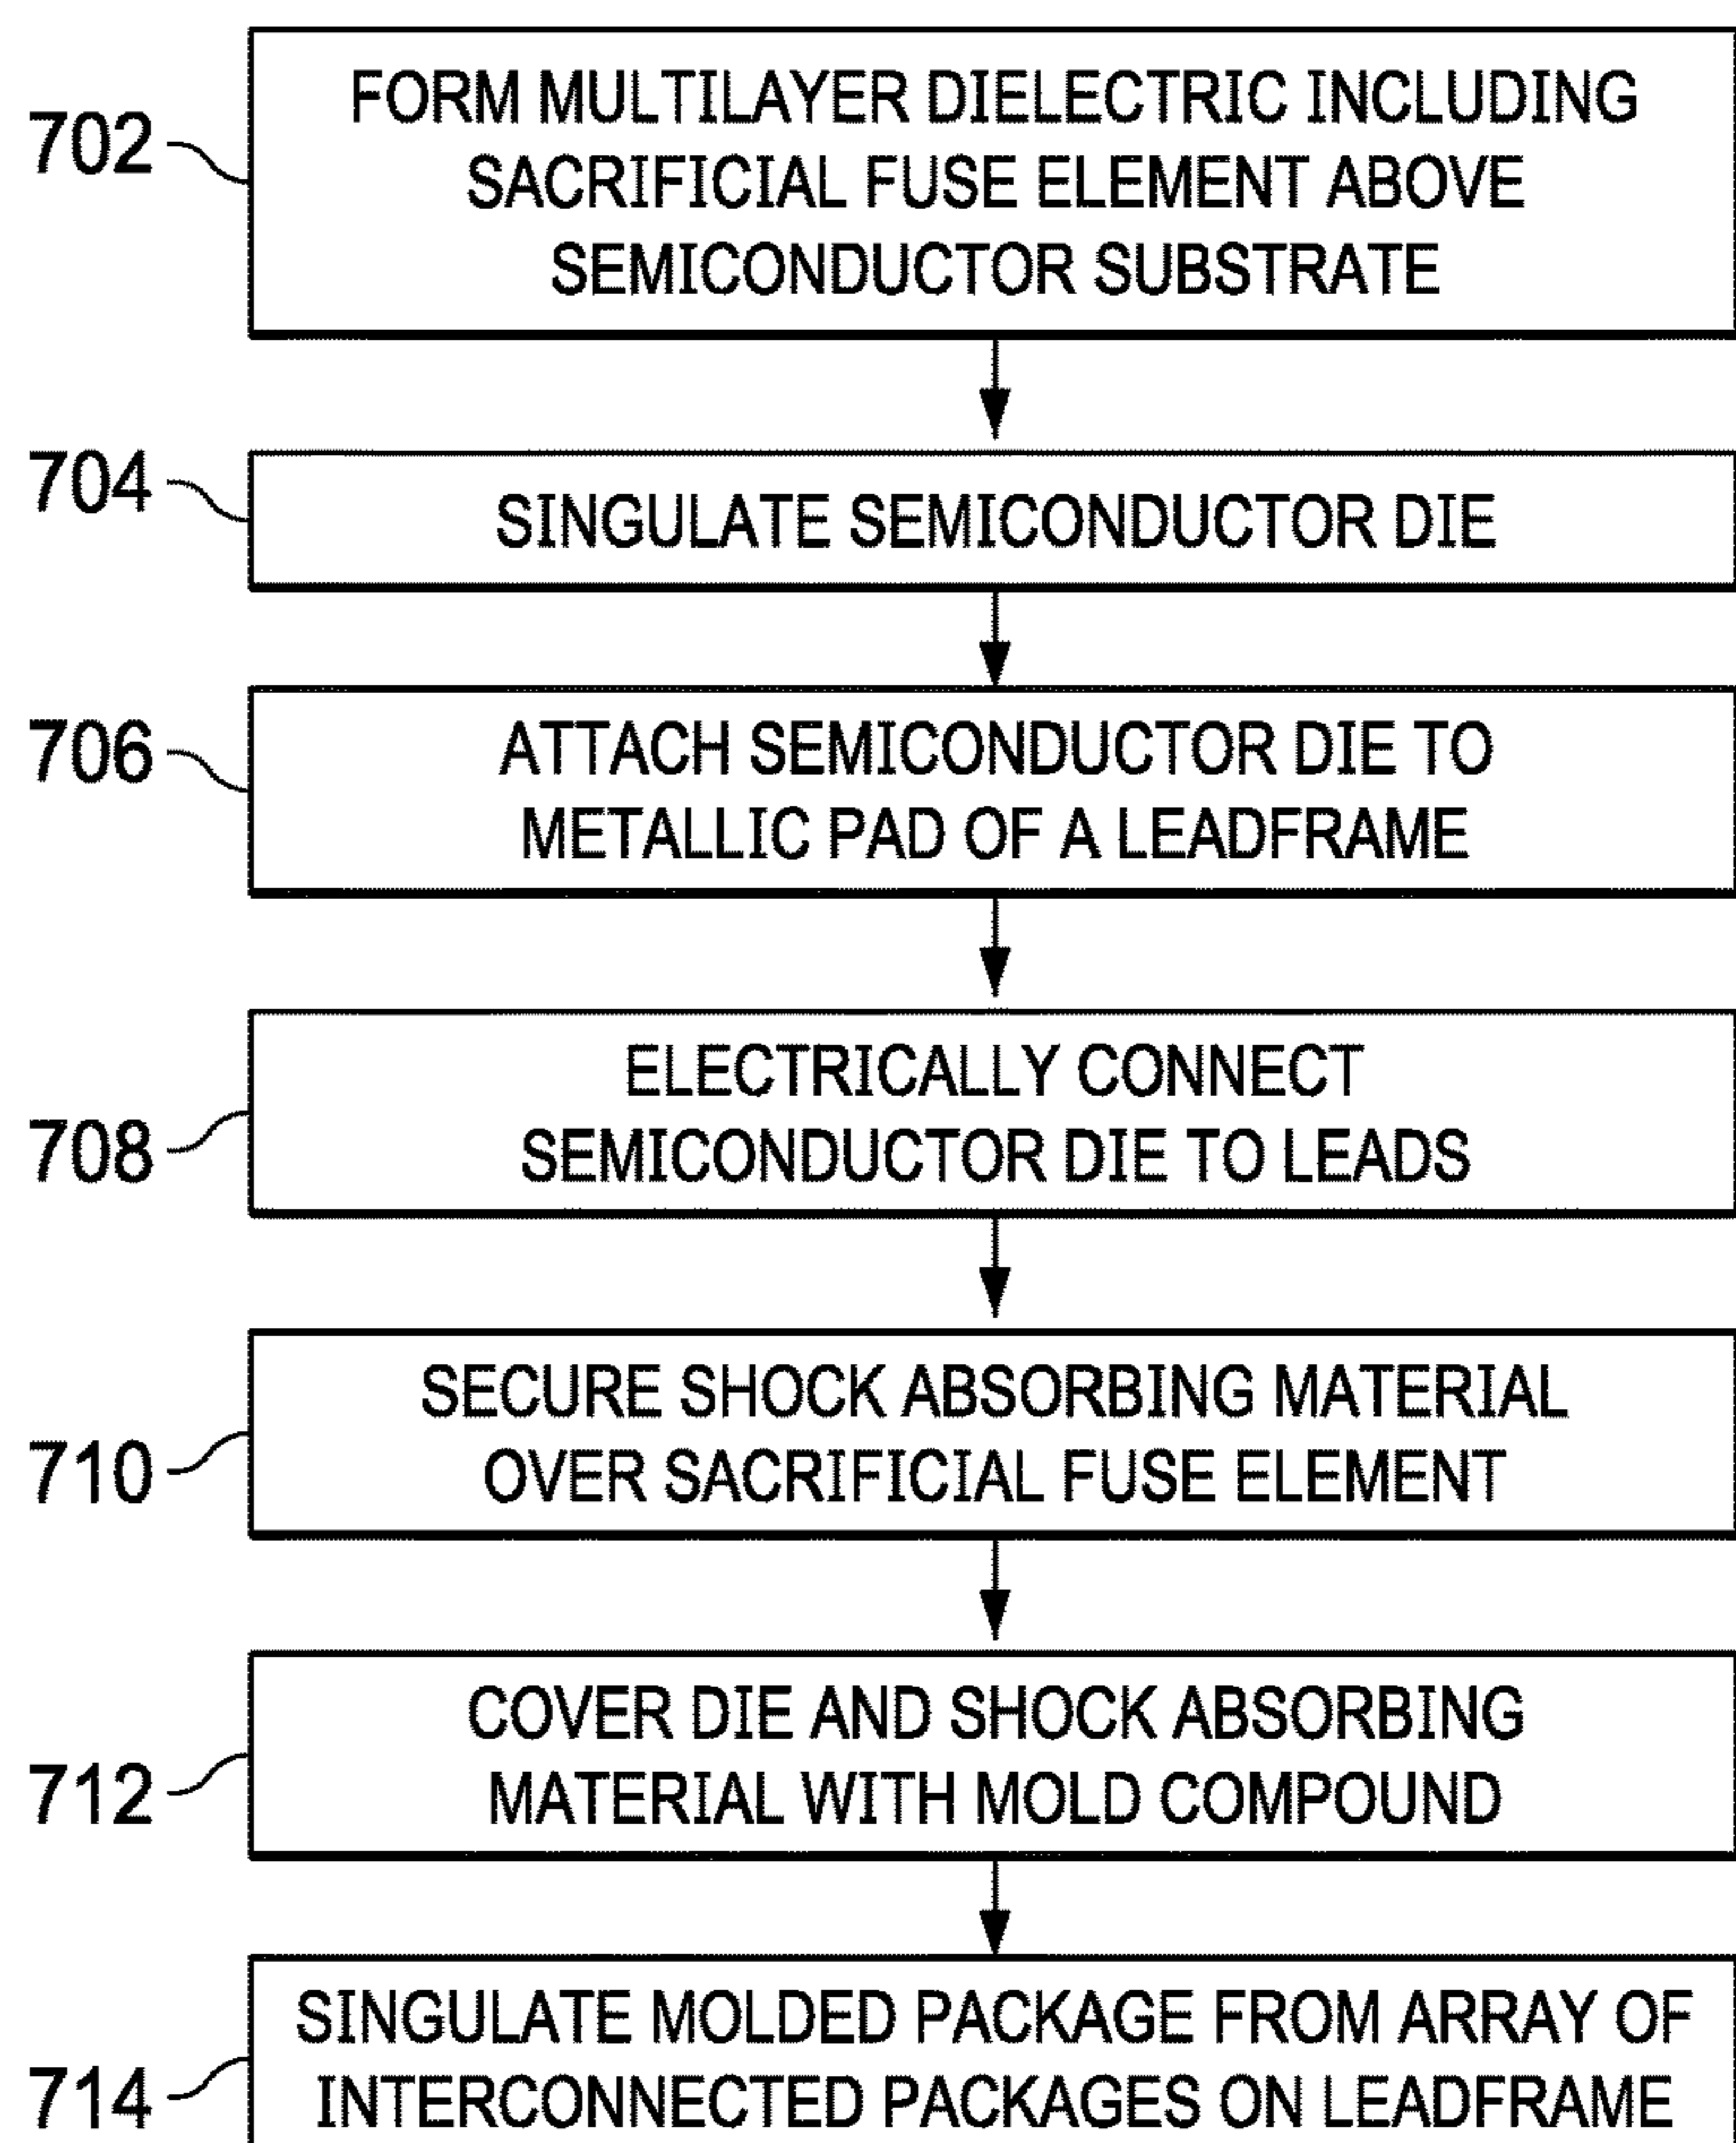 702
FORM MULTILAYER DIELECTRIC INCLUDING
SACRIFICIAL FUSE ELEMENT ABOVE
SEMICONDUCTOR SUBSTRATE
704
SINGULATE SEMICONDUCTOR DIE
706
ATTACH SEMICONDUCTOR DIE TO
METALLIC PAD OF A LEADFRAME
708
ELECTRICALLY CONNECT
SEMICONDUCTOR DIE TO LEADS
710
SECURE SHOCK ABSORBING MATERIAL
OVER SACRIFICIAL FUSE ELEMENT
712
COVER DIE AND SHOCK ABSORBING
MATERIAL WITH MOLD COMPOUND
714
SINGULATE MOLDED PACKAGE FROM ARRAY OF
INTERCONNECTED PACKAGES ON LEADFRAME